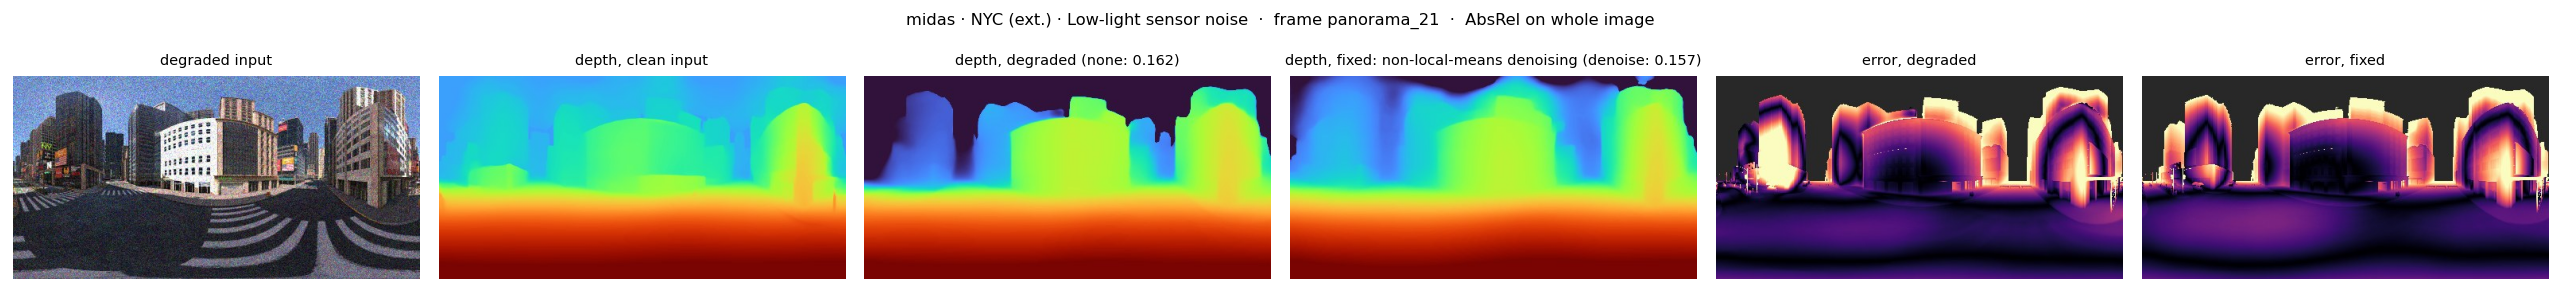 midas · NYC (ext.) · Low-light sensor noise · frame panorama_21 · AbsRel on whole image
degraded input
depth, clean input
depth, degraded (none: 0.162)
depth, fixed: non-local-means denoising (denoise: 0.157)
error, degraded
error, fixed